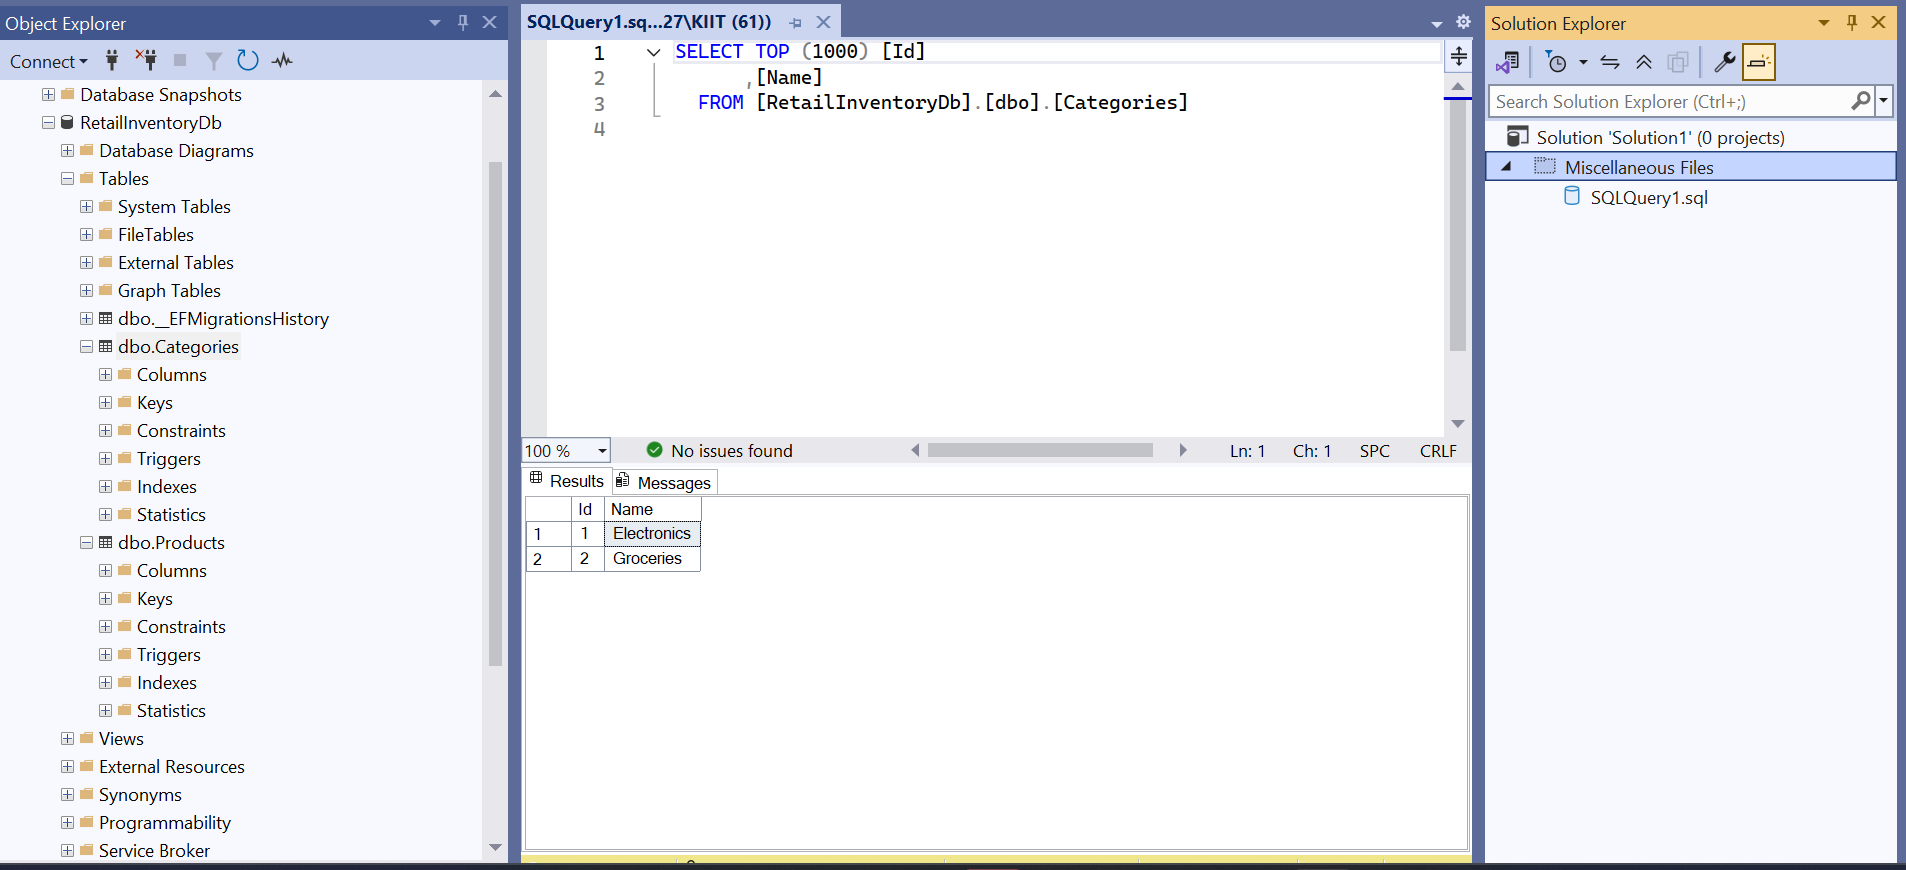 Object Explorer
Connect
Database Snapshots
RetailInventoryDb
Database Diagrams
Tables
System Tables
FileTables
External Tables
Graph Tables
dbo.__EFMigrationsHistory
dbo.Categories
Columns
Keys
Constraints
Triggers
Indexes
Statistics
dbo.Products
Columns
Keys
Constraints
Triggers
Indexes
Statistics
Views
External Resources
Synonyms
Programmability
Service Broker
SQLQuery1.sq...27\KIIT (61))
1 SELECT TOP (1000) [Id]
2 ,[Name]
3 FROM [RetailInventoryDb].[dbo].[Categories]
4
100 % No issues found Ln: 1 Ch: 1 SPC CRLF
Results Messages
Id Name
1 1 Electronics
2 2 Groceries
Solution Explorer
Search Solution Explorer (Ctrl+;)
Solution 'Solution1' (0 projects)
Miscellaneous Files
SQLQuery1.sql